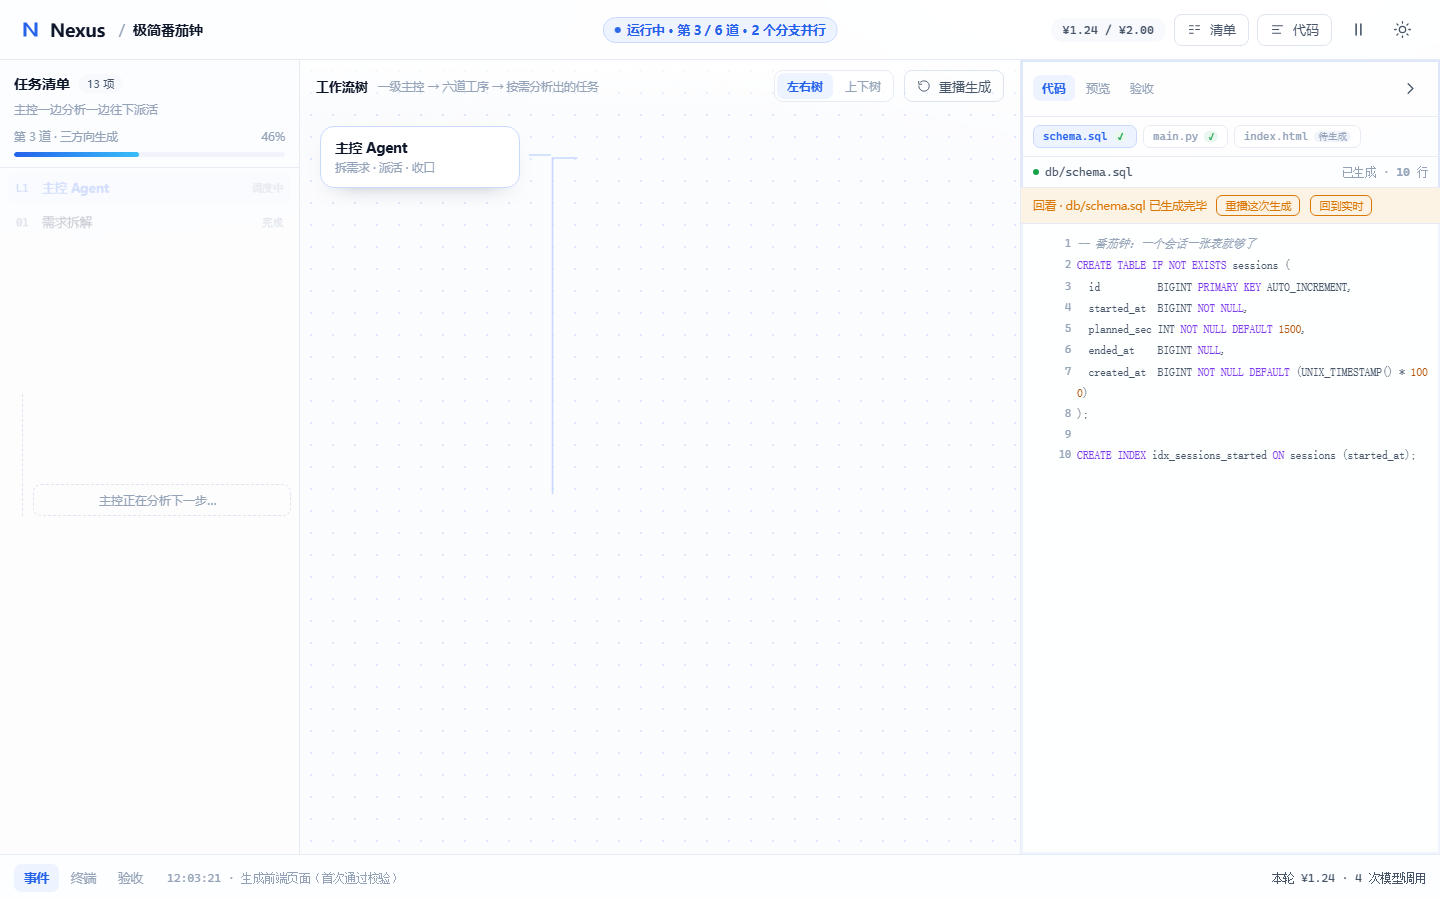 Nexus / 极简番茄钟
运行中 • 第 3 / 6 道 • 2 个分支并行
¥1.24 / ¥2.00
清单
代码
任务清单 13 项
主控一边分析一边往下派活
第 3 道 · 三方向生成 46%
L1 主控 Agent 调度中
01 需求拆解 完成
主控正在分析下一步...
工作流树 一级主控 → 六道工序 → 按需分析出的任务
左右树 上下树
重播生成
主控 Agent
拆需求 · 派活 · 收口
代码 预览 验收
schema.sql ✓ main.py ✓ index.html 待生成
db/schema.sql 已生成 · 10 行
回看 · db/schema.sql 已生成完毕 重播这次生成 回到实时
1 -- 番茄钟: 一个会话一张表就够了
2 CREATE TABLE IF NOT EXISTS sessions (
3 id BIGINT PRIMARY KEY AUTO_INCREMENT,
4 started_at BIGINT NOT NULL,
5 planned_sec INT NOT NULL DEFAULT 1500,
6 ended_at BIGINT NULL,
7 created_at BIGINT NOT NULL DEFAULT (UNIX_TIMESTAMP() * 100
0)
8 );
9
10 CREATE INDEX idx_sessions_started ON sessions (started_at);
事件 终端 验收 12:03:21 · 生成前端页面 (首次通过校验)
本轮 ¥1.24 · 4 次模型调用